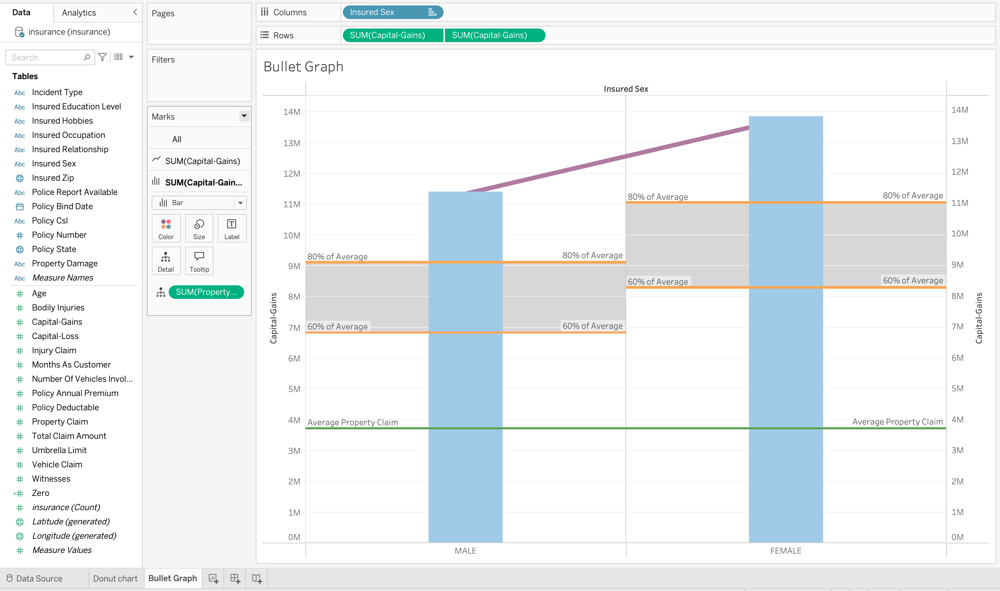 Data
Analytics
insurance (insurance)
Search
Tables
Abc Incident Type
Abc Insured Education Level
Abc Insured Hobbies
Abc Insured Occupation
Abc Insured Relationship
Abc Insured Sex
Insured Zip
Abc Police Report Available
Policy Bind Date
Abc Policy Csl
# Policy Number
Policy State
Abc Property Damage
Abc Measure Names
# Age
# Bodily Injuries
# Capital-Gains
# Capital-Loss
# Injury Claim
# Months As Customer
# Number Of Vehicles Invol...
# Policy Annual Premium
# Policy Deductable
# Property Claim
# Total Claim Amount
# Umbrella Limit
# Vehicle Claim
# Witnesses
=# Zero
# insurance (Count)
Latitude (generated)
Longitude (generated)
# Measure Values
Pages
Filters
Marks
All
SUM(Capital-Gains)
SUM(Capital-Gain...
Bar
Color
Size
T
Label
Detail
Tooltip
SUM(Property ..
Columns
Insured Sex
Rows
SUM(Capital-Gains)
SUM(Capital-Gains)
Bullet Graph
Insured Sex
14M
13M
12M
11M
10M
9M
8M
7M
6M
5M
4M
3M
2M
1M
0M
Capital-Gains
80% of Average
80% of Average
60% of Average
60% of Average
80% of Average
80% of Average
60% of Average
60% of Average
Average Property Claim
Average Property Claim
MALE
FEMALE
14M
13M
12M
11M
10M
9M
8M
7M
6M
5M
4M
3M
2M
1M
0M
Capital-Gains
Data Source
Donut chart
Bullet Graph